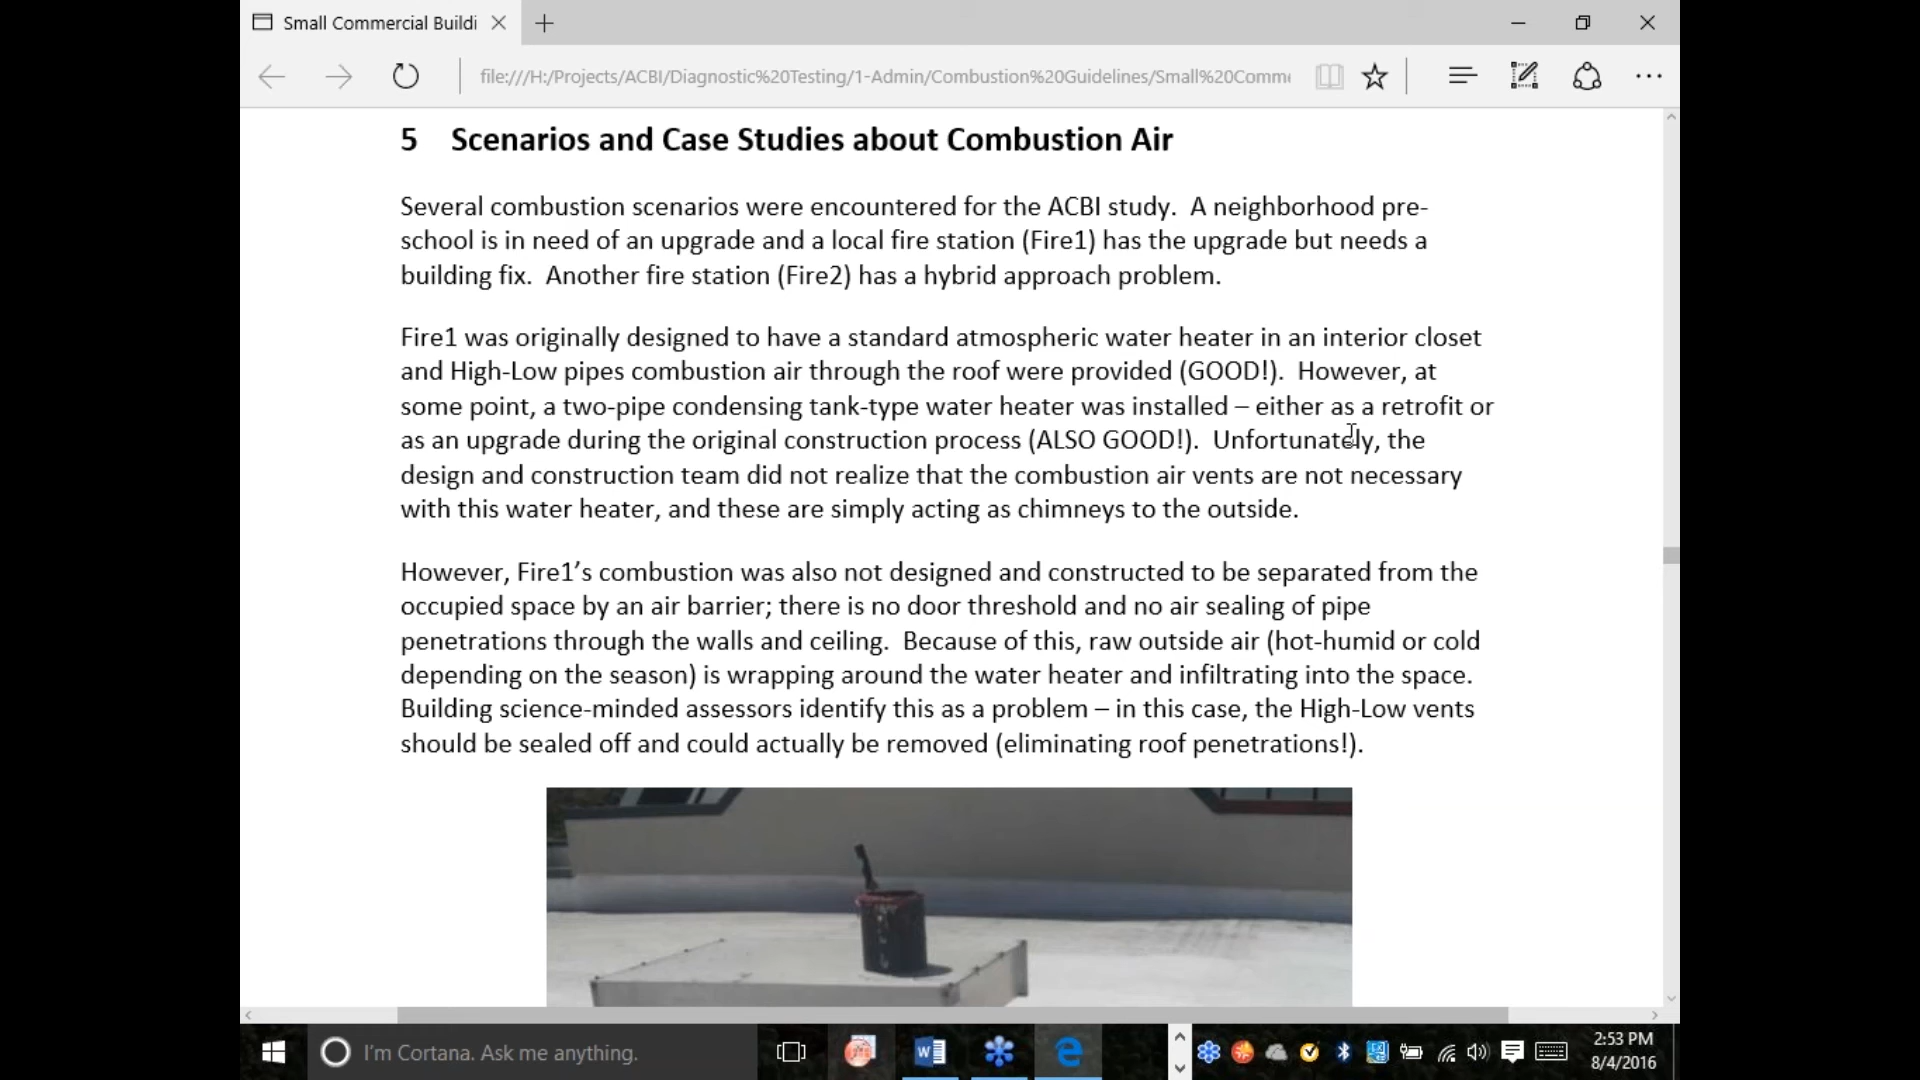 Small Commercial Buildi
file:///H:/Projects/ACBI/Diagnostic%20Testing/1-Admin/Combustion%20Guidelines/Small%20Comme
5 Scenarios and Case Studies about Combustion Air
Several combustion scenarios were encountered for the ACBI study. A neighborhood pre-
school is in need of an upgrade and a local fire station (Fire1) has the upgrade but needs a
building fix. Another fire station (Fire2) has a hybrid approach problem.
Fire1 was originally designed to have a standard atmospheric water heater in an interior closet
and High-Low pipes combustion air through the roof were provided (GOOD!). However, at
some point, a two-pipe condensing tank-type water heater was installed – either as a retrofit or
as an upgrade during the original construction process (ALSO GOOD!). Unfortunately, the
design and construction team did not realize that the combustion air vents are not necessary
with this water heater, and these are simply acting as chimneys to the outside.
However, Fire1’s combustion was also not designed and constructed to be separated from the
occupied space by an air barrier; there is no door threshold and no air sealing of pipe
penetrations through the walls and ceiling. Because of this, raw outside air (hot-humid or cold
depending on the season) is wrapping around the water heater and infiltrating into the space.
Building science-minded assessors identify this as a problem – in this case, the High-Low vents
should be sealed off and could actually be removed (eliminating roof penetrations!).
I'm Cortana. Ask me anything.
2:53 PM
8/4/2016